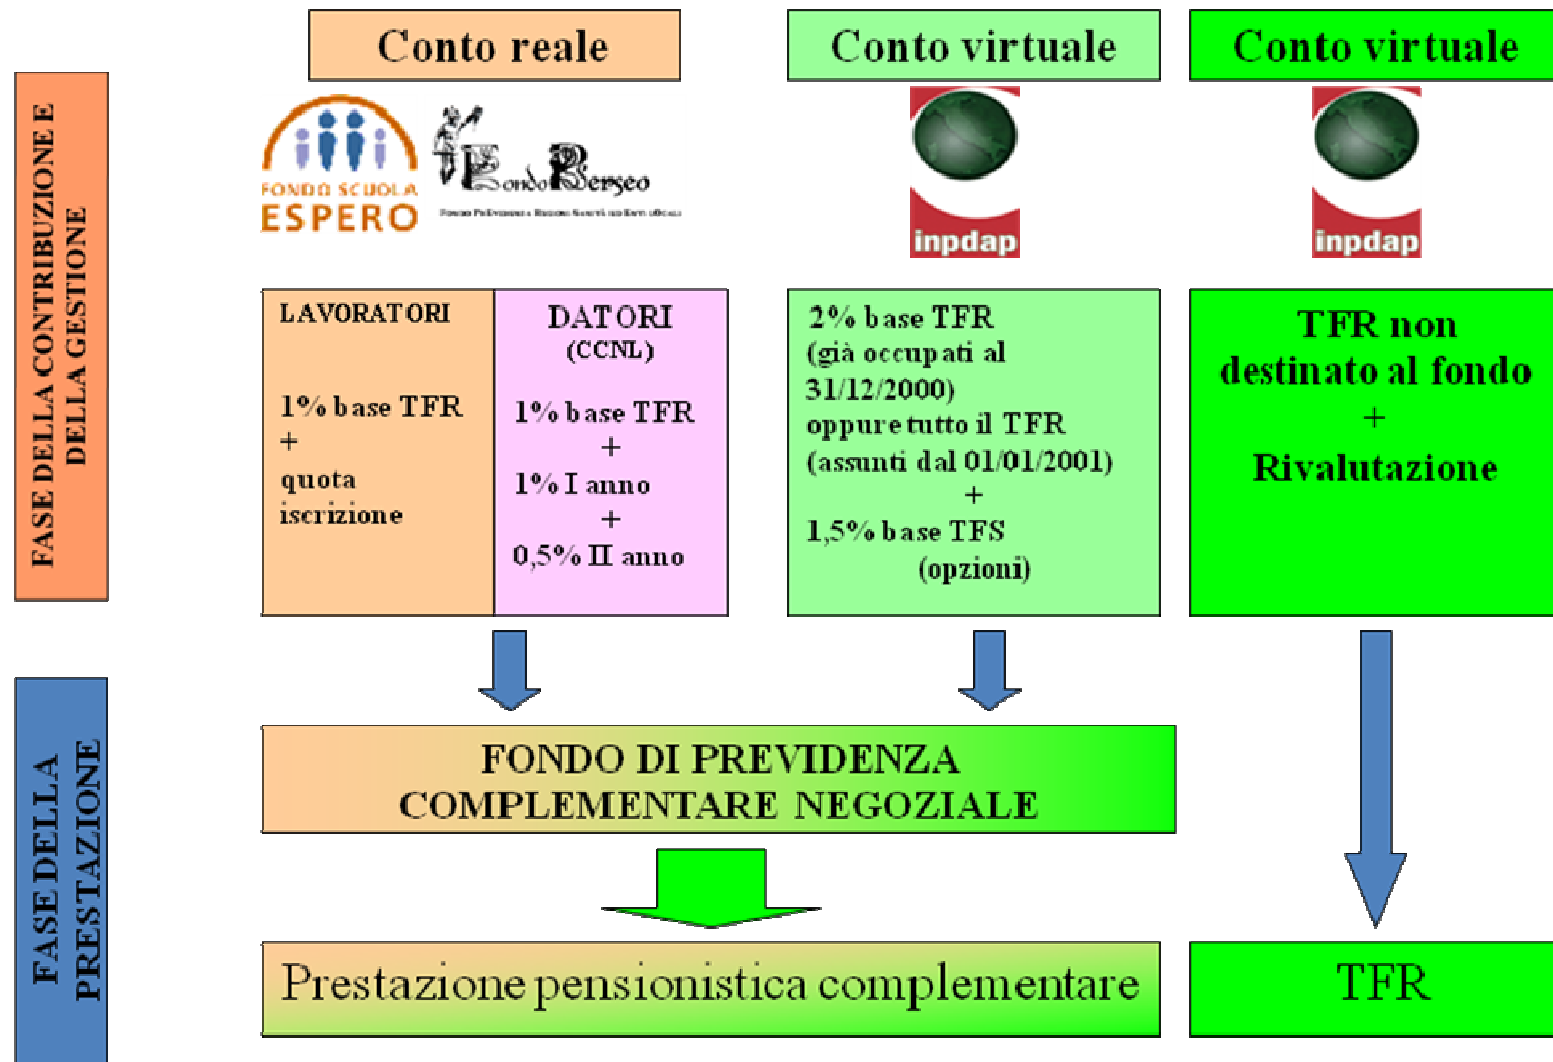 Conto reale
Conto virtuale
Conto virtuale
FASE DELLA CONTRIBUZIONE E
DELLA GESTIONE
FONDO SCUOLA
ESPERO
Fondo Perseo
inpdap
inpdap
LAVORATORI
1% base TFR
+
quota
iscrizione
DATORI
(CCNL)
1% base TFR
+
1% I anno
+
0,5% II anno
2% base TFR
(già occupati al
31/12/2000)
oppure tutto il TFR
(assunti dal 01/01/2001)
+
1,5% base TFS
(opzioni)
TFR non
destinato al fondo
+
Rivalutazione
FASE DELLA
PRESTAZIONE
FONDO DI PREVIDENZA
COMPLEMENTARE NEGOZIALE
Prestazione pensionistica complementare
TFR